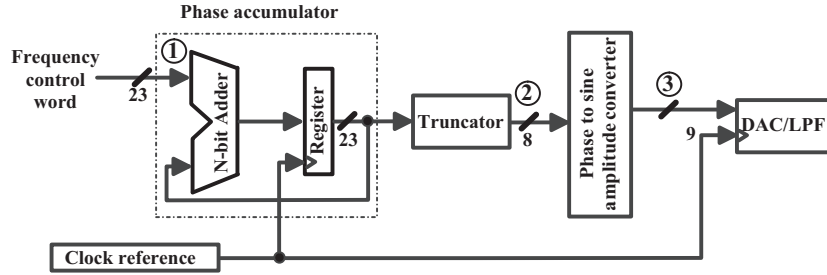 Phase accumulator
Frequency
control
word
23
1
N-bit Adder
Register
23
Truncator
2
8
Phase to sine
amplitude converter
3
9
DAC/LPF
Clock reference